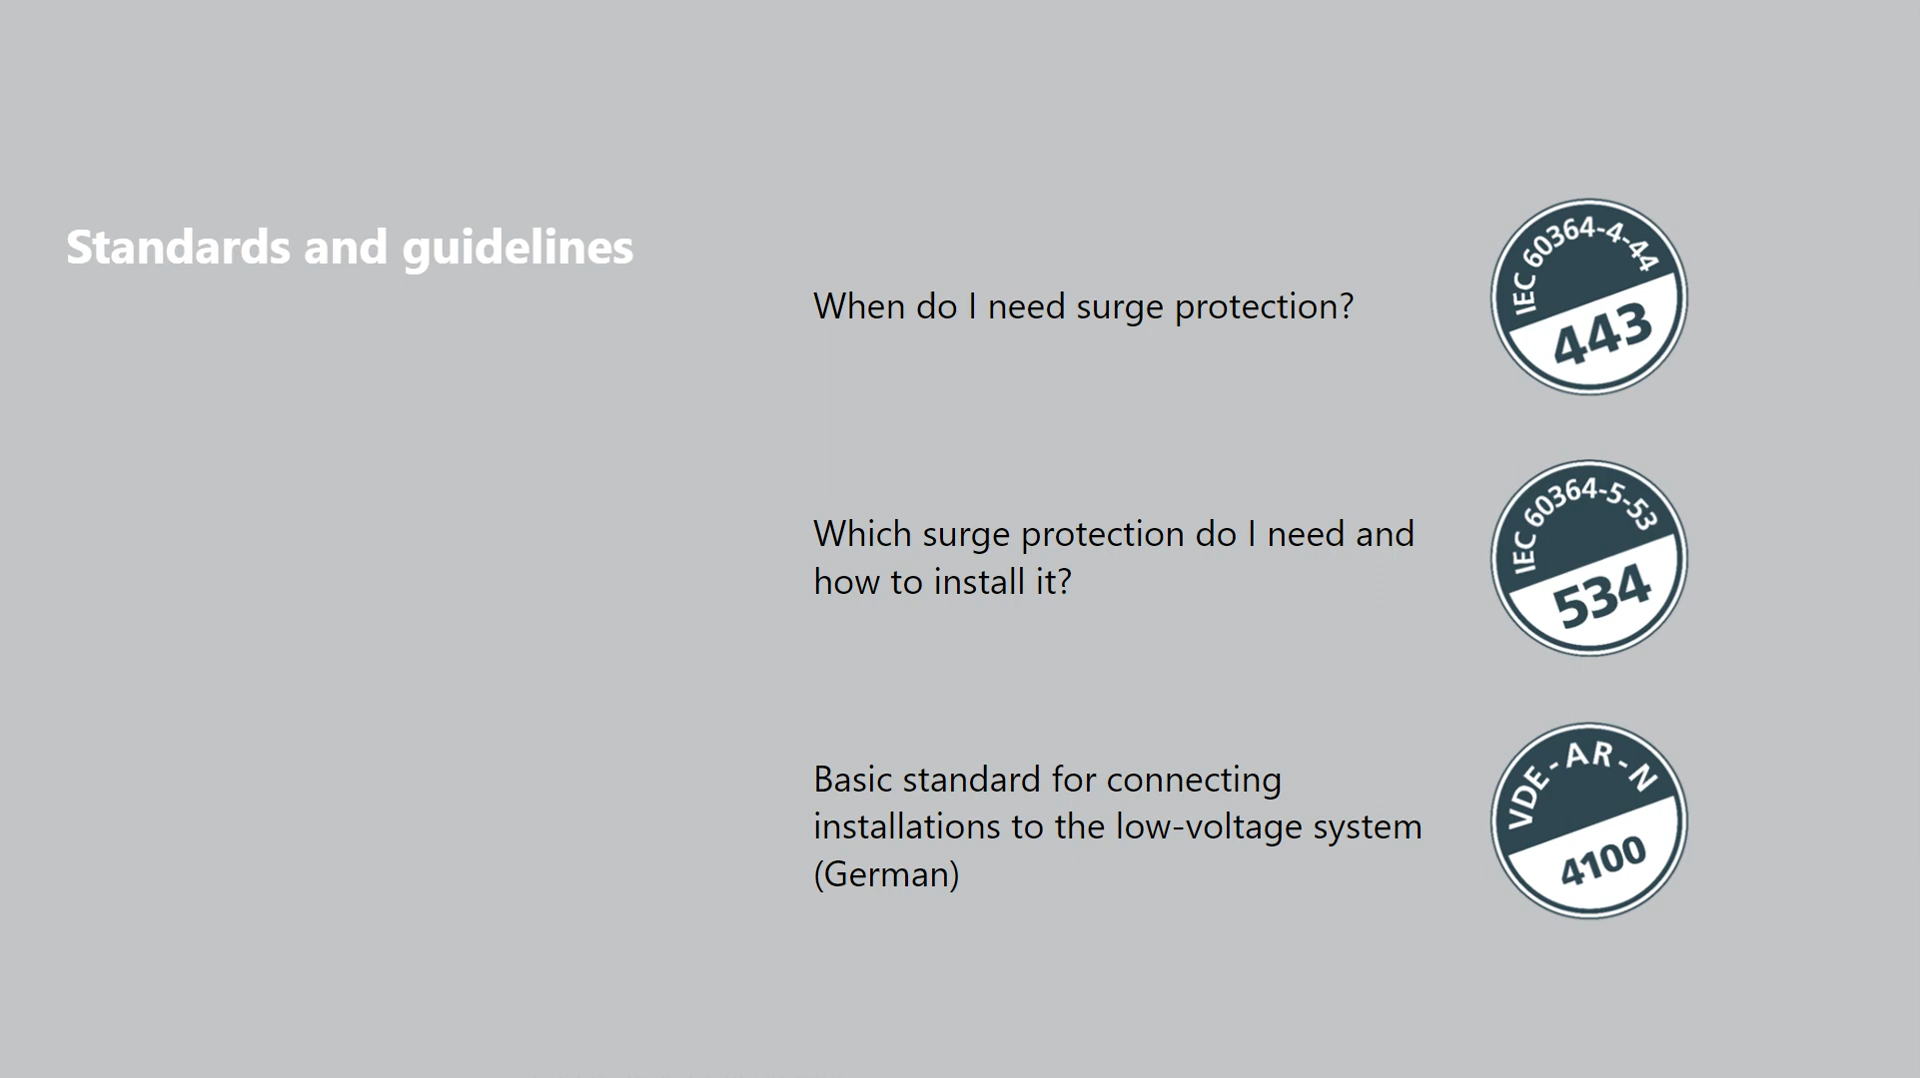 Standards and guidelines
When do I need surge protection?
IEC 60364-4-44
443
Which surge protection do I need and
how to install it?
IEC 60364-5-53
534
Basic standard for connecting
installations to the low-voltage system
(German)
VDE-AR-N
4100